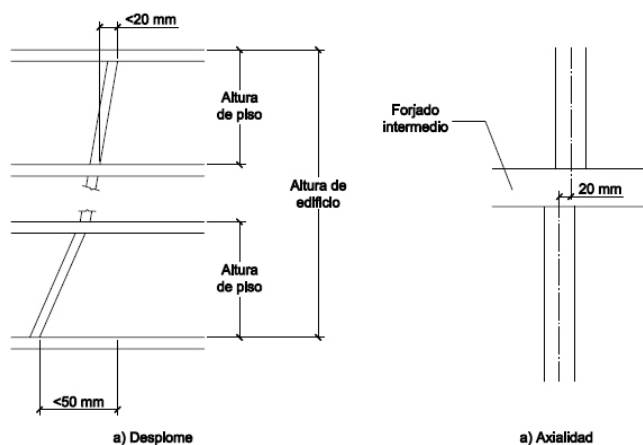 <20 mm
Altura
de piso
Altura de
edificio
Altura
de piso
<50 mm
a) Desplome
Forjado
intermedio
20 mm
a) Axialidad